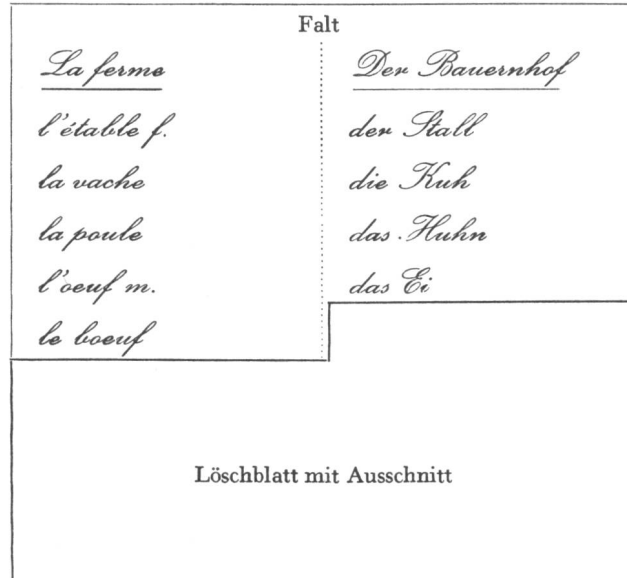 Falt
La ferme Der Bauernhof
l'étable f. der Stall
la vache die Kuh
la poule das Huhn
l'oeuf m. das Ei
le boeuf
Löschblatt mit Ausschnitt